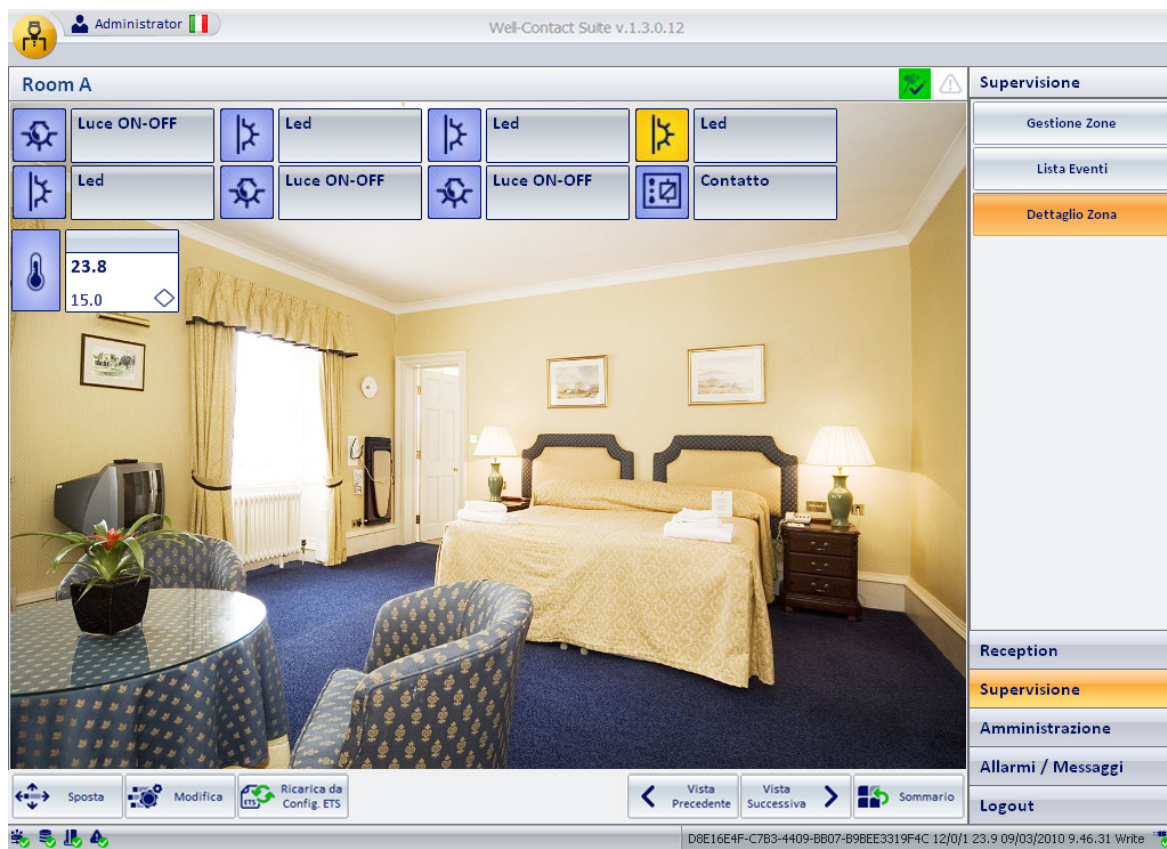 Administrator
Well-Contact Suite v.1.3.0.12
Room A
Supervisione
Luce ON-OFF
Led
Led
Led
Led
Luce ON-OFF
Luce ON-OFF
Contatto
23.8
15.0
Gestione Zone
Lista Eventi
Dettaglio Zona
Reception
Supervisione
Amministrazione
Allarmi / Messaggi
Logout
Sposta
Modifica
ETS
Ricarica da
Config. ETS
Vista
Precedente
Vista
Successiva
Sommario
D8E16E4F-C7B3-4409-BB07-B9BEE3319F4C 12/0/1 23.9 09/03/2010 9.46.31 Write